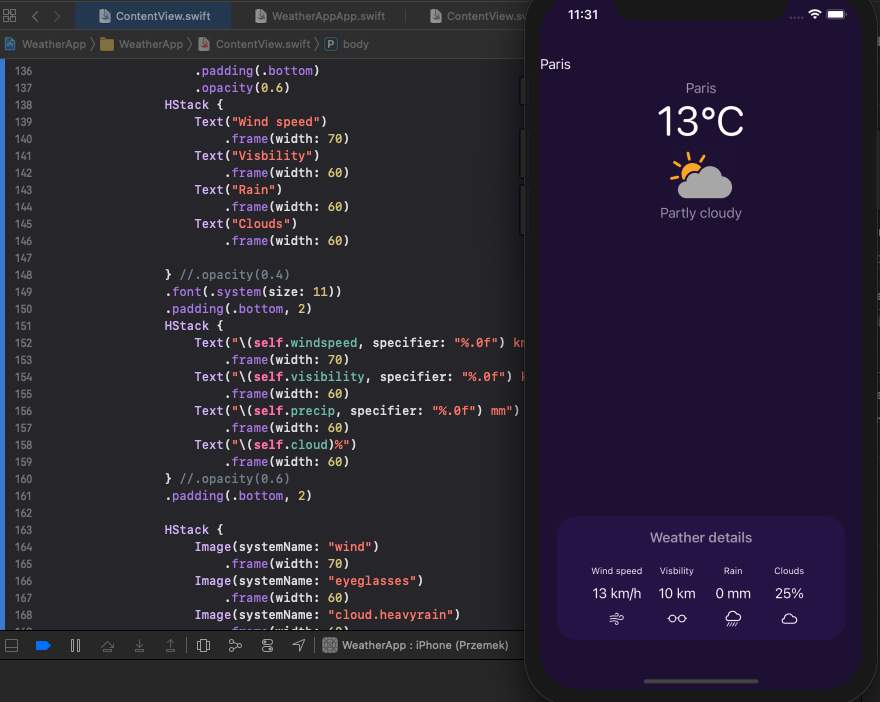 ContentView.swift
WeatherAppApp.swift
ContentView.sw
WeatherApp
WeatherApp
ContentView.swift
P
body
136 .padding(.bottom)
137 .opacity(0.6)
138 HStack {
139 Text("Wind speed")
140 .frame(width: 70)
141 Text("Visbility")
142 .frame(width: 60)
143 Text("Rain")
144 .frame(width: 60)
145 Text("Clouds")
146 .frame(width: 60)
147
148 } //.opacity(0.4)
149 .font(.system(size: 11))
150 .padding(.bottom, 2)
151 HStack {
152 Text("\(self.windspeed, specifier: "%.0f") km
153 .frame(width: 70)
154 Text("\(self.visibility, specifier: "%.0f") k
155 .frame(width: 60)
156 Text("\(self.precip, specifier: "%.0f") mm")
157 .frame(width: 60)
158 Text("\(self.cloud)%")
159 .frame(width: 60)
160 } //.opacity(0.6)
161 .padding(.bottom, 2)
162
163 HStack {
164 Image(systemName: "wind")
165 .frame(width: 70)
166 Image(systemName: "eyeglasses")
167 .frame(width: 60)
168 Image(systemName: "cloud.heavyrain")
WeatherApp : iPhone (Przemek)
11:31
Paris
Paris
13°C
Partly cloudy
Weather details
Wind speed Visbility Rain Clouds
13 km/h 10 km 0 mm 25%